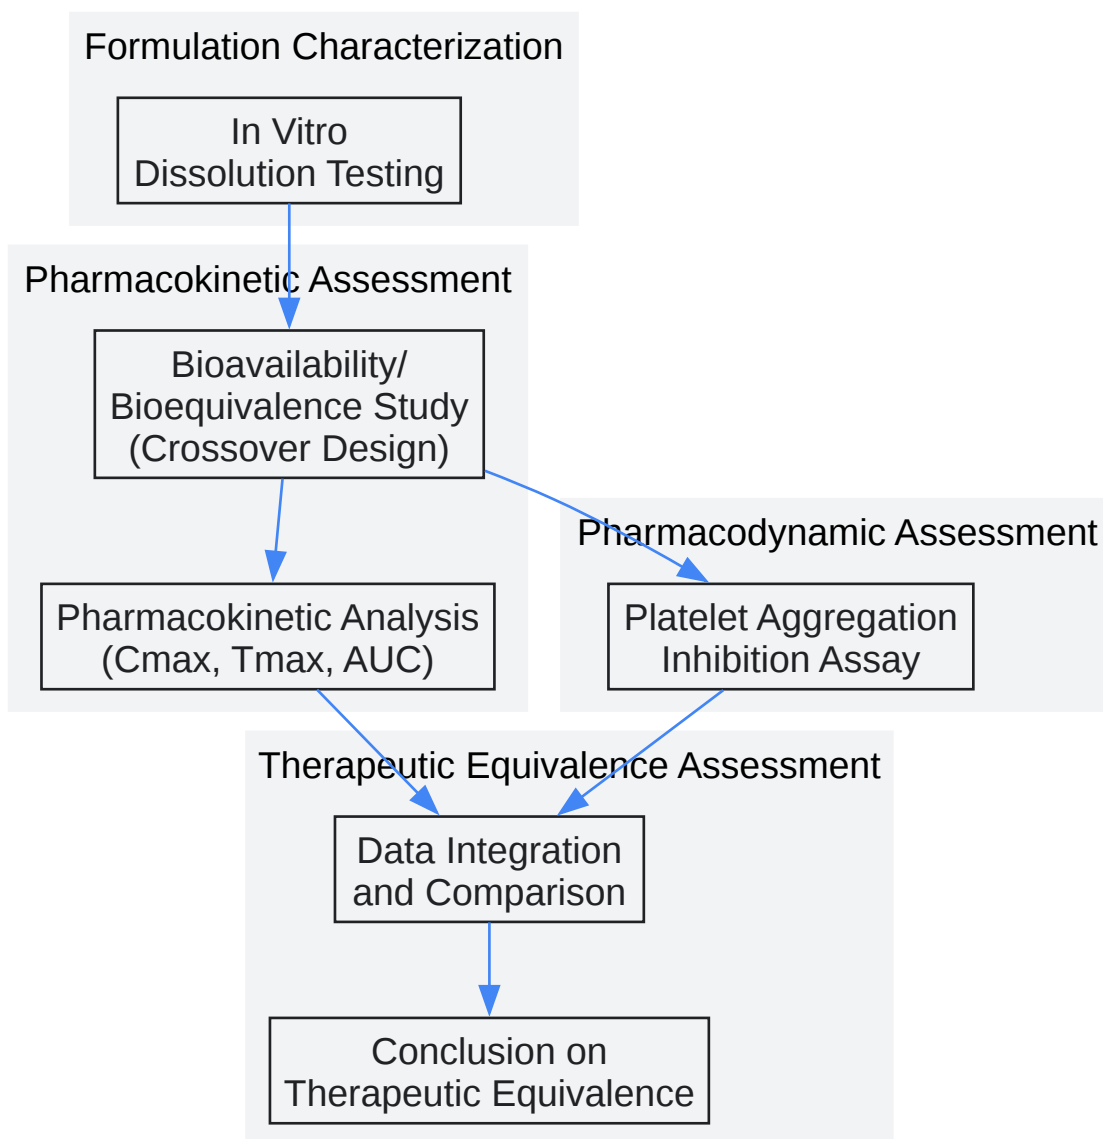 Formulation Characterization
In Vitro
Dissolution Testing
Pharmacokinetic Assessment
Bioavailability/
Bioequivalence Study
(Crossover Design)
Pharmacokinetic Analysis
(Cmax, Tmax, AUC)
Pharmacodynamic Assessment
Platelet Aggregation
Inhibition Assay
Therapeutic Equivalence Assessment
Data Integration
and Comparison
Conclusion on
Therapeutic Equivalence